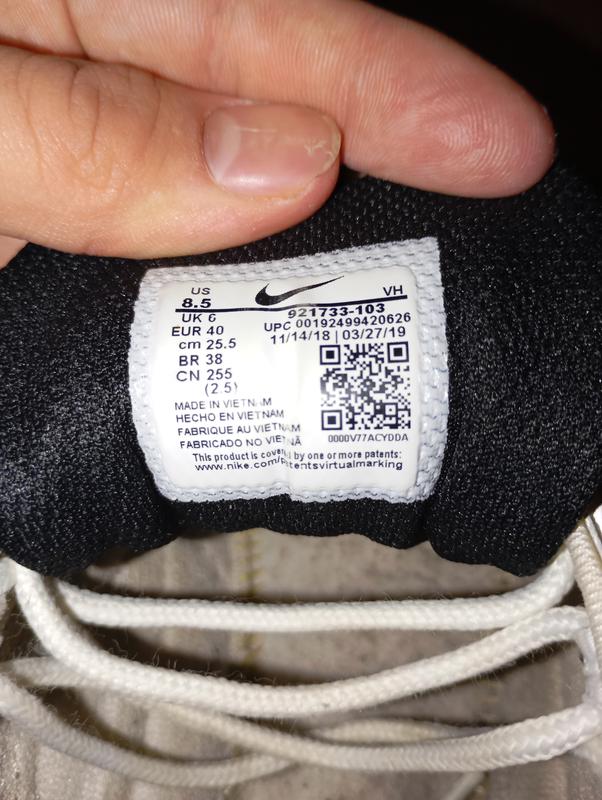 US
8.5
VH
UK 6
921733-103
EUR 40
UPC 00192499420626
cm 25.5
11/14/18 | 03/27/19
BR 38
CN 255
(2.5)
MADE IN VIETNAM
HECHO EN VIETNAM
FABRIQUE AU VIETNAM
FABRICADO NO VIETNÃ
0000V77ACYDDA
This product is covered by one or more patents:
www.nike.com/patentsvirtualmarking